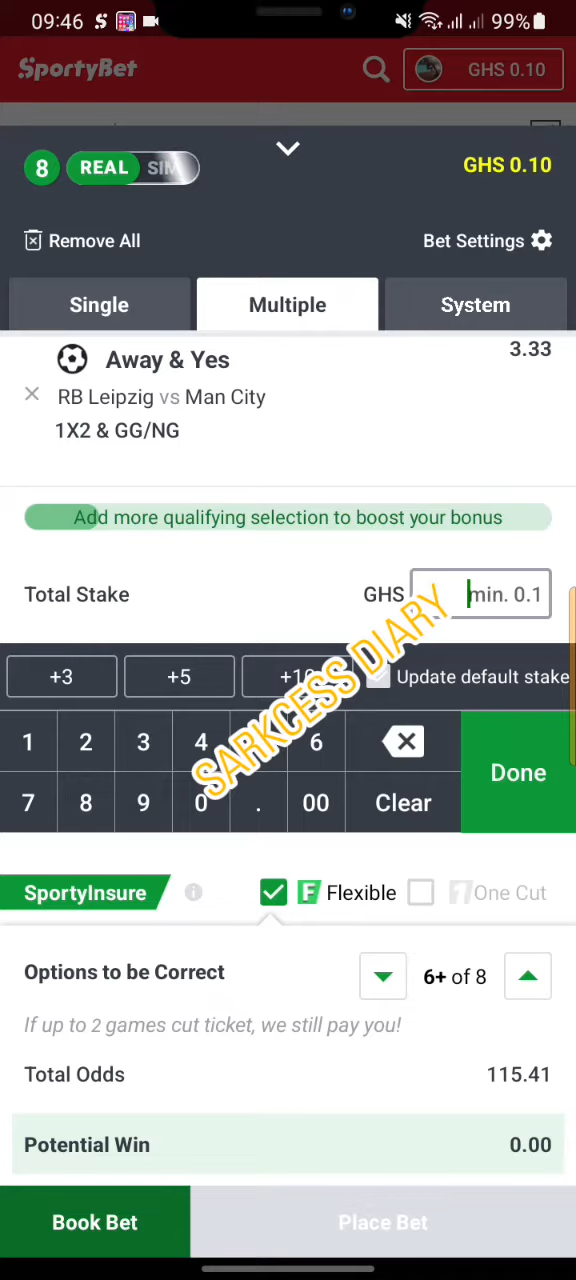 09:46 S 99%
SportyBet GHS 0.10
8 REAL SIM GHS 0.10
Remove All Bet Settings
Single Multiple System
Away & Yes 3.33
RB Leipzig vs Man City
1X2 & GG/NG
Add more qualifying selection to boost your bonus
Total Stake GHS min. 0.1
+3 +5 +10 Update default stake
SARKCESS DIARY
1 2 3 4 6
Done
7 8 9 0 . 00 Clear
SportyInsure i F Flexible 1 One Cut
Options to be Correct 6+ of 8
If up to 2 games cut ticket, we still pay you!
Total Odds 115.41
Potential Win 0.00
Book Bet Place Bet